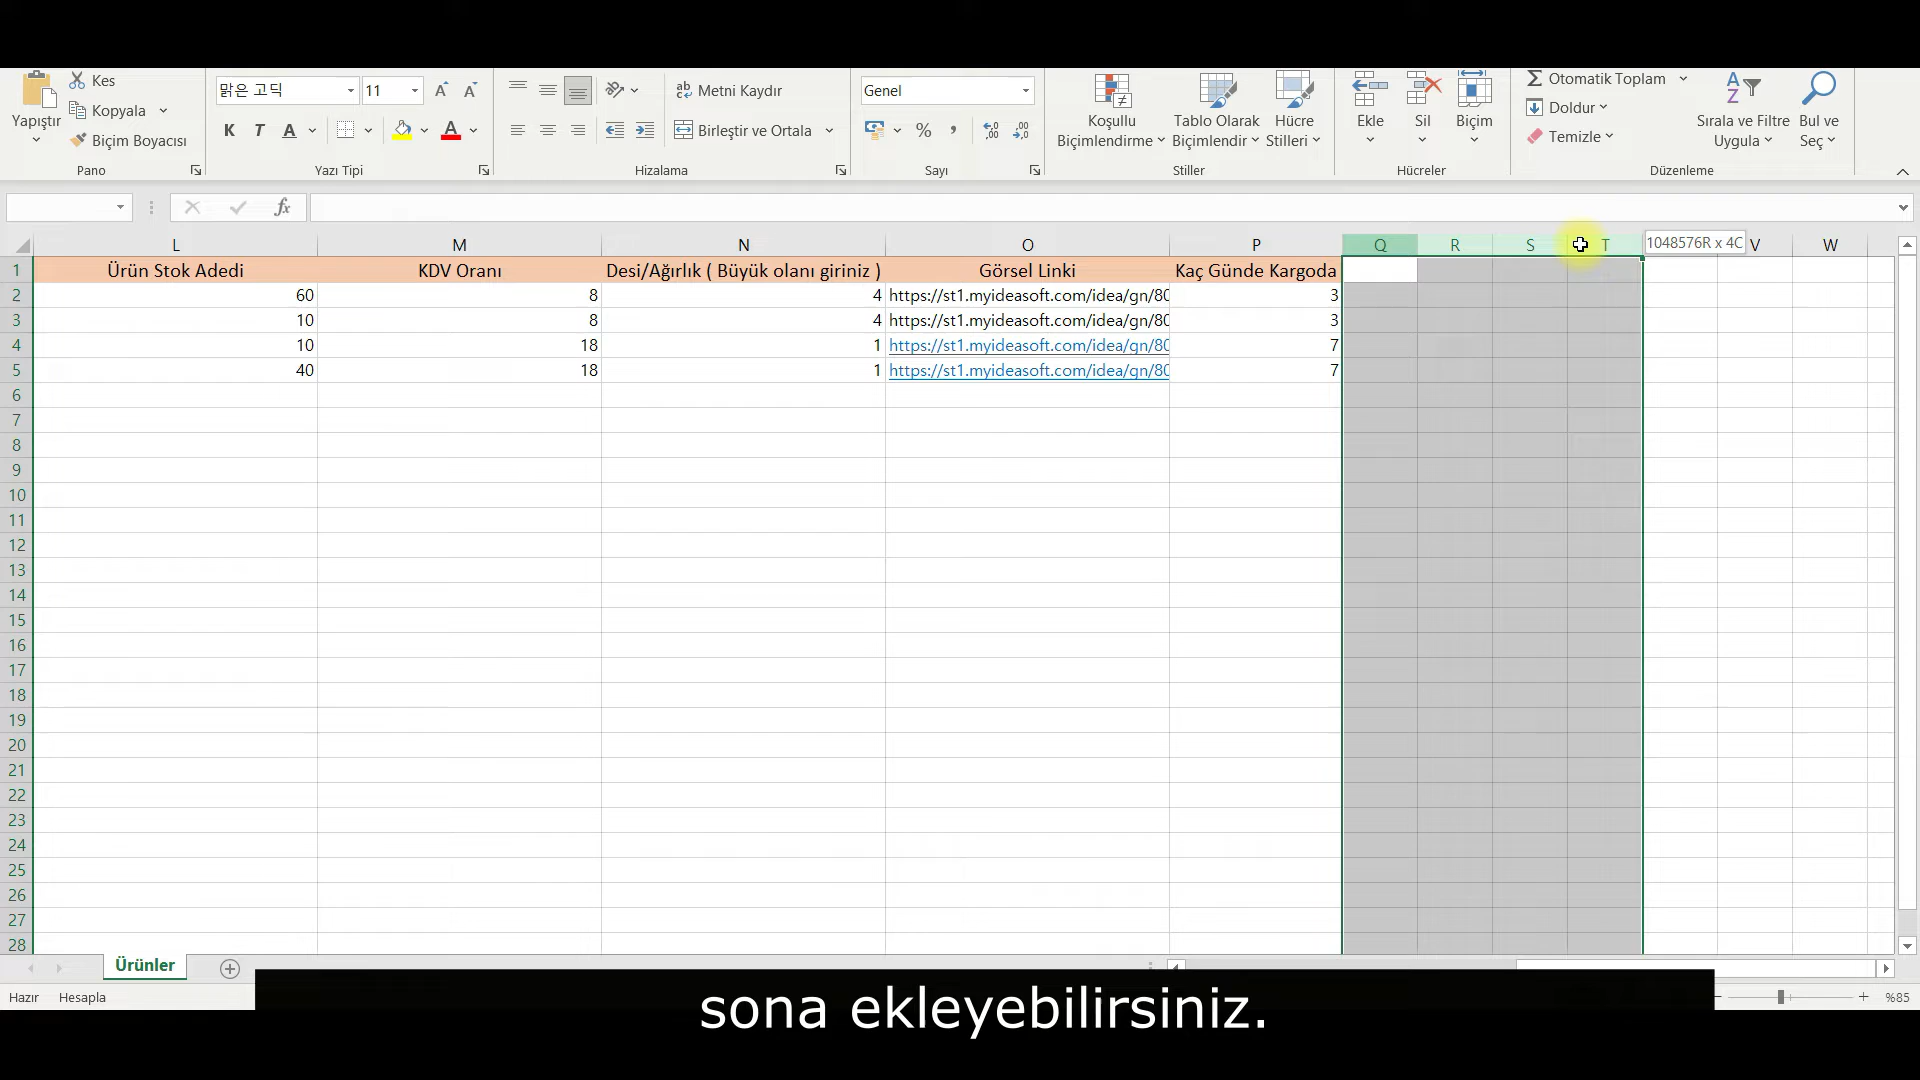 Kes
Kopyala
Biçim Boyacısı
Yapıştır
Pano
맑은 고딕 11
K T A A
Yazı Tipi
Metni Kaydır
Birleştir ve Ortala
Hizalama
Genel
%
Sayı
Koşullu Biçimlendirme
Tablo Olarak Biçimlendir
Hücre Stilleri
Stiller
Ekle
Sil
Biçim
Hücreler
Otomatik Toplam
Doldur
Temizle
Sırala ve Filtre Uygula
Bul ve Seç
Düzenleme
fx
L M N O P Q R S T 1048576R x 4C V W
1 Ürün Stok Adedi KDV Oranı Desi/Ağırlık ( Büyük olanı giriniz ) Görsel Linki Kaç Günde Kargoda
2 60 8 4 https://st1.myideasoft.com/idea/gn/80 3
3 10 8 4 https://st1.myideasoft.com/idea/gn/80 3
4 10 18 1 https://st1.myideasoft.com/idea/gn/80 7
5 40 18 1 https://st1.myideasoft.com/idea/gn/80 7
6
7
8
9
10
11
12
13
14
15
16
17
18
19
20
21
22
23
24
25
26
27
28
Ürünler
Hazır Hesapla
%85
sona ekleyebilirsiniz.